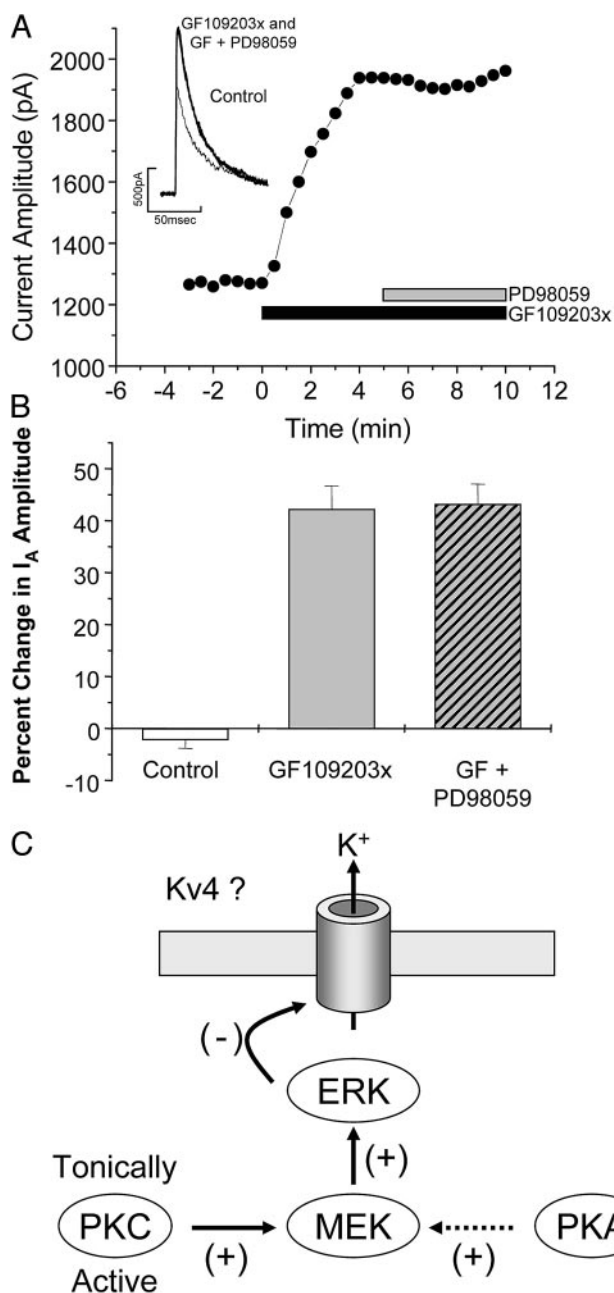 A
GF109203x and
GF + PD98059
Control
500pA
50msec
Current Amplitude (pA)
2000
1800
1600
1400
1200
1000
PD98059
GF109203x
-6 -4 -2 0 2 4 6 8 10 12
Time (min)
B
Percent Change in IA Amplitude
50
40
30
20
10
0
-10
Control
GF109203x
GF +
PD98059
C
K+
Kv4 ?
(-)
ERK
(+)
Tonically
PKC
MEK
PKA
(+)
(+)
Active